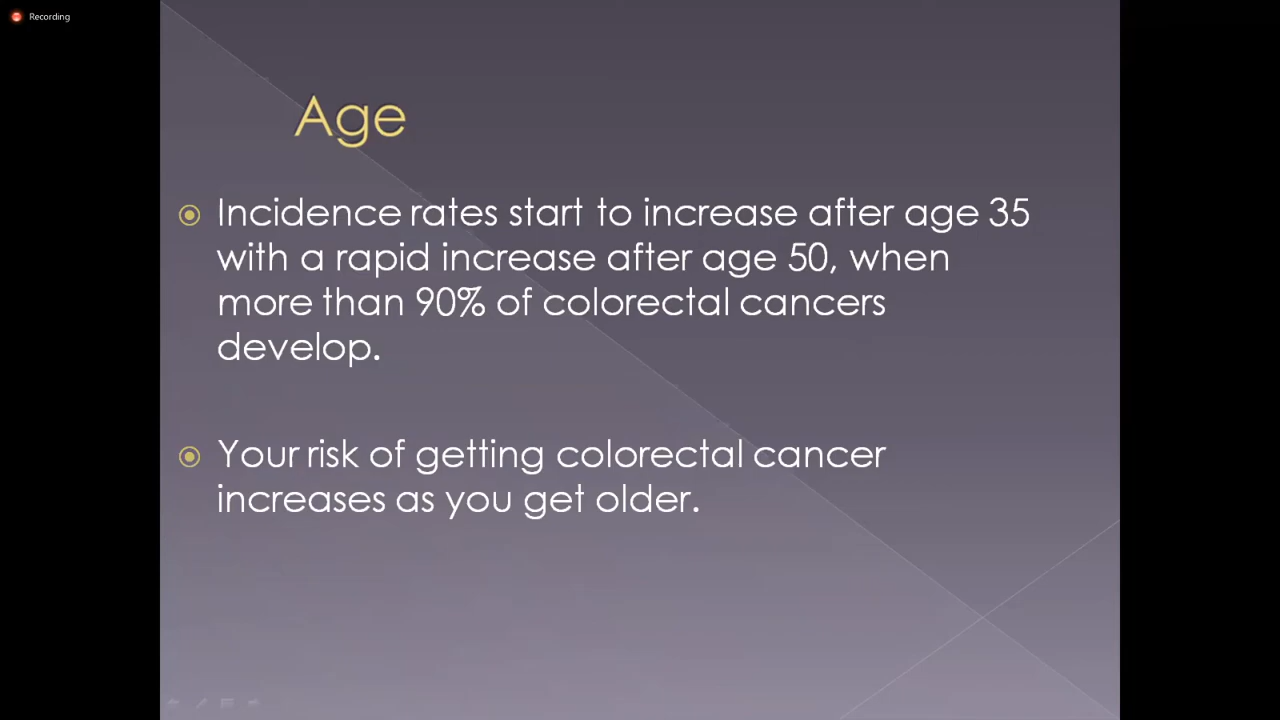 Recording
Age
Incidence rates start to increase after age 35
with a rapid increase after age 50, when
more than 90% of colorectal cancers
develop.
Your risk of getting colorectal cancer
increases as you get older.